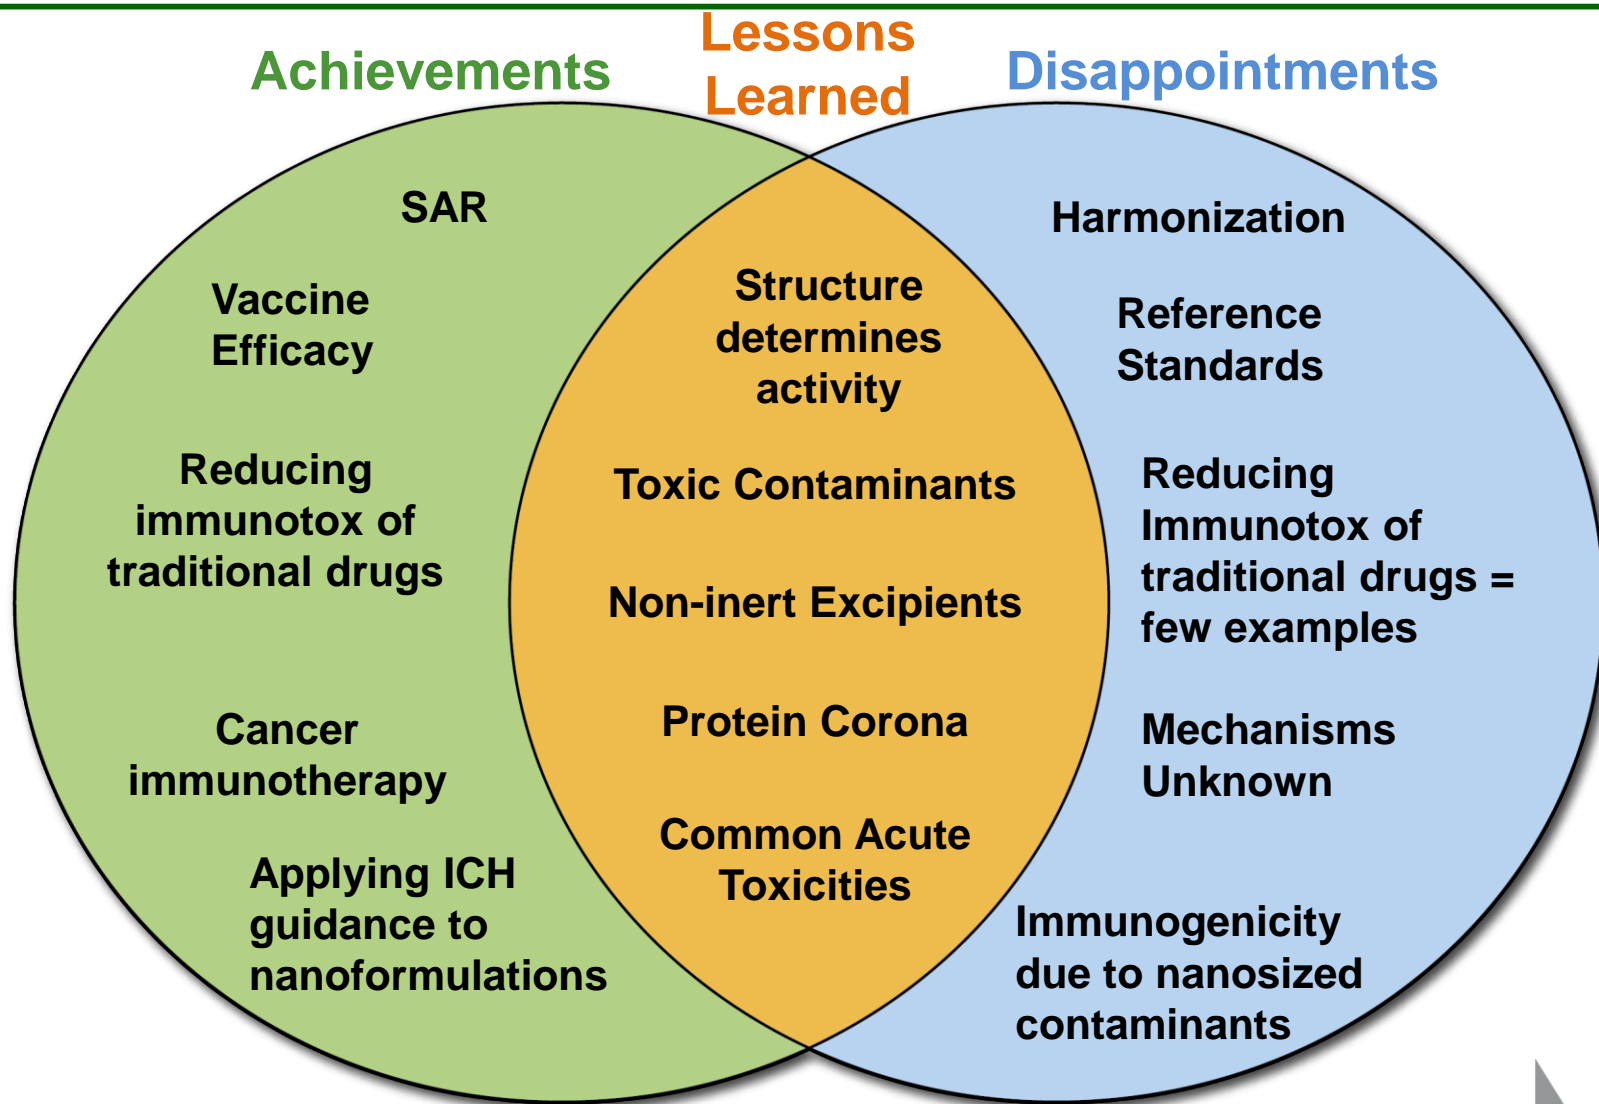 Achievements
Lessons
Learned
Disappointments
SAR
Vaccine
Efficacy
Reducing
immunotox of
traditional drugs
Cancer
immunotherapy
Applying ICH
guidance to
nanoformulations
Structure
determines
activity
Toxic Contaminants
Non-inert Excipients
Protein Corona
Common Acute
Toxicities
Harmonization
Reference
Standards
Reducing
Immunotox of
traditional drugs =
few examples
Mechanisms
Unknown
Immunogenicity
due to nanosized
contaminants